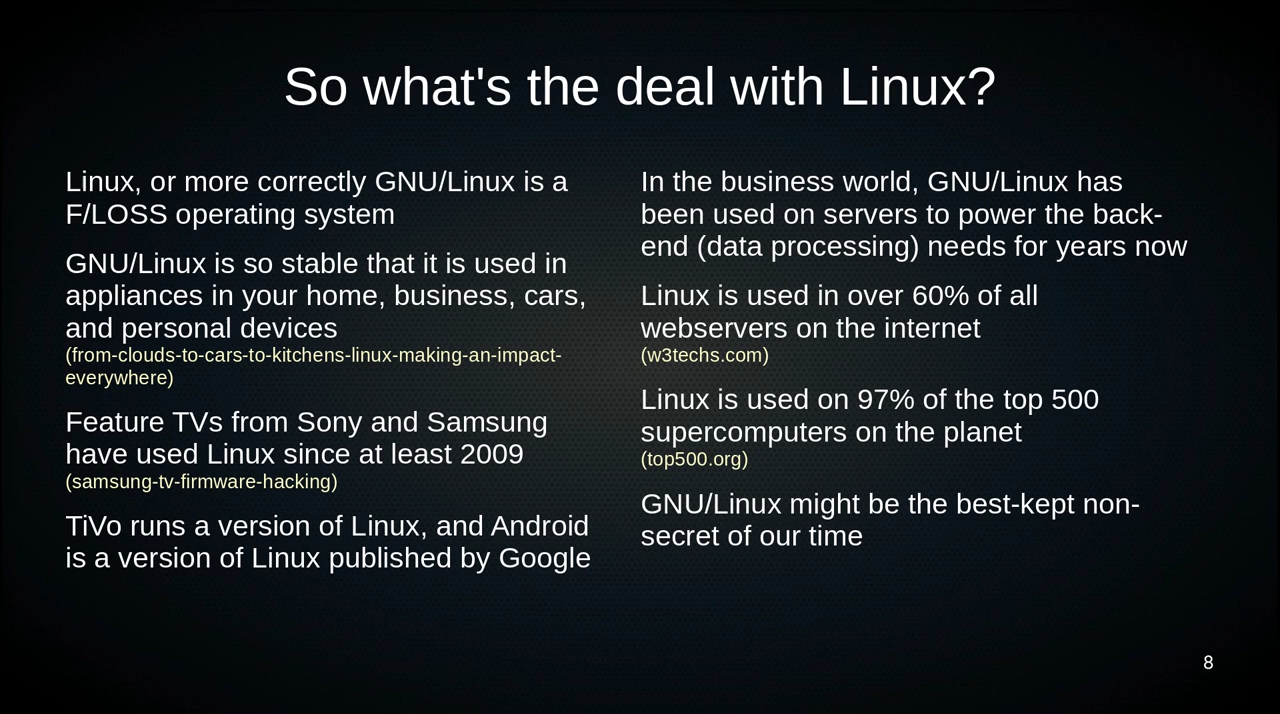 So what's the deal with Linux?
Linux, or more correctly GNU/Linux is a
F/LOSS operating system
GNU/Linux is so stable that it is used in
appliances in your home, business, cars,
and personal devices
(from-clouds-to-cars-to-kitchens-linux-making-an-impact-
everywhere)
Feature TVs from Sony and Samsung
have used Linux since at least 2009
(samsung-tv-firmware-hacking)
TiVo runs a version of Linux, and Android
is a version of Linux published by Google
In the business world, GNU/Linux has
been used on servers to power the back-
end (data processing) needs for years now
Linux is used in over 60% of all
webservers on the internet
(w3techs.com)
Linux is used on 97% of the top 500
supercomputers on the planet
(top500.org)
GNU/Linux might be the best-kept non-
secret of our time
8